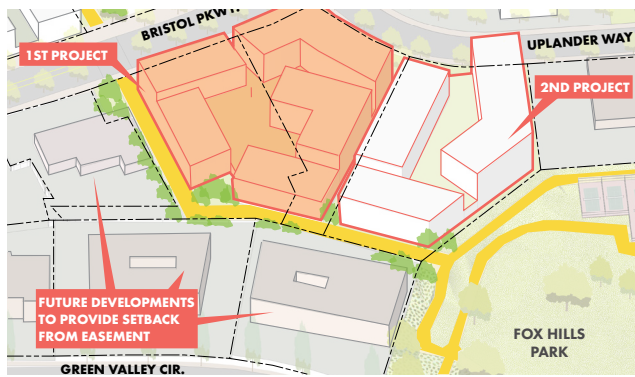 BRISTOL PKWY.
UPLANDER WAY
1ST PROJECT
2ND PROJECT
FUTURE DEVELOPMENTS
TO PROVIDE SETBACK
FROM EASEMENT
FOX HILLS
PARK
GREEN VALLEY CIR.